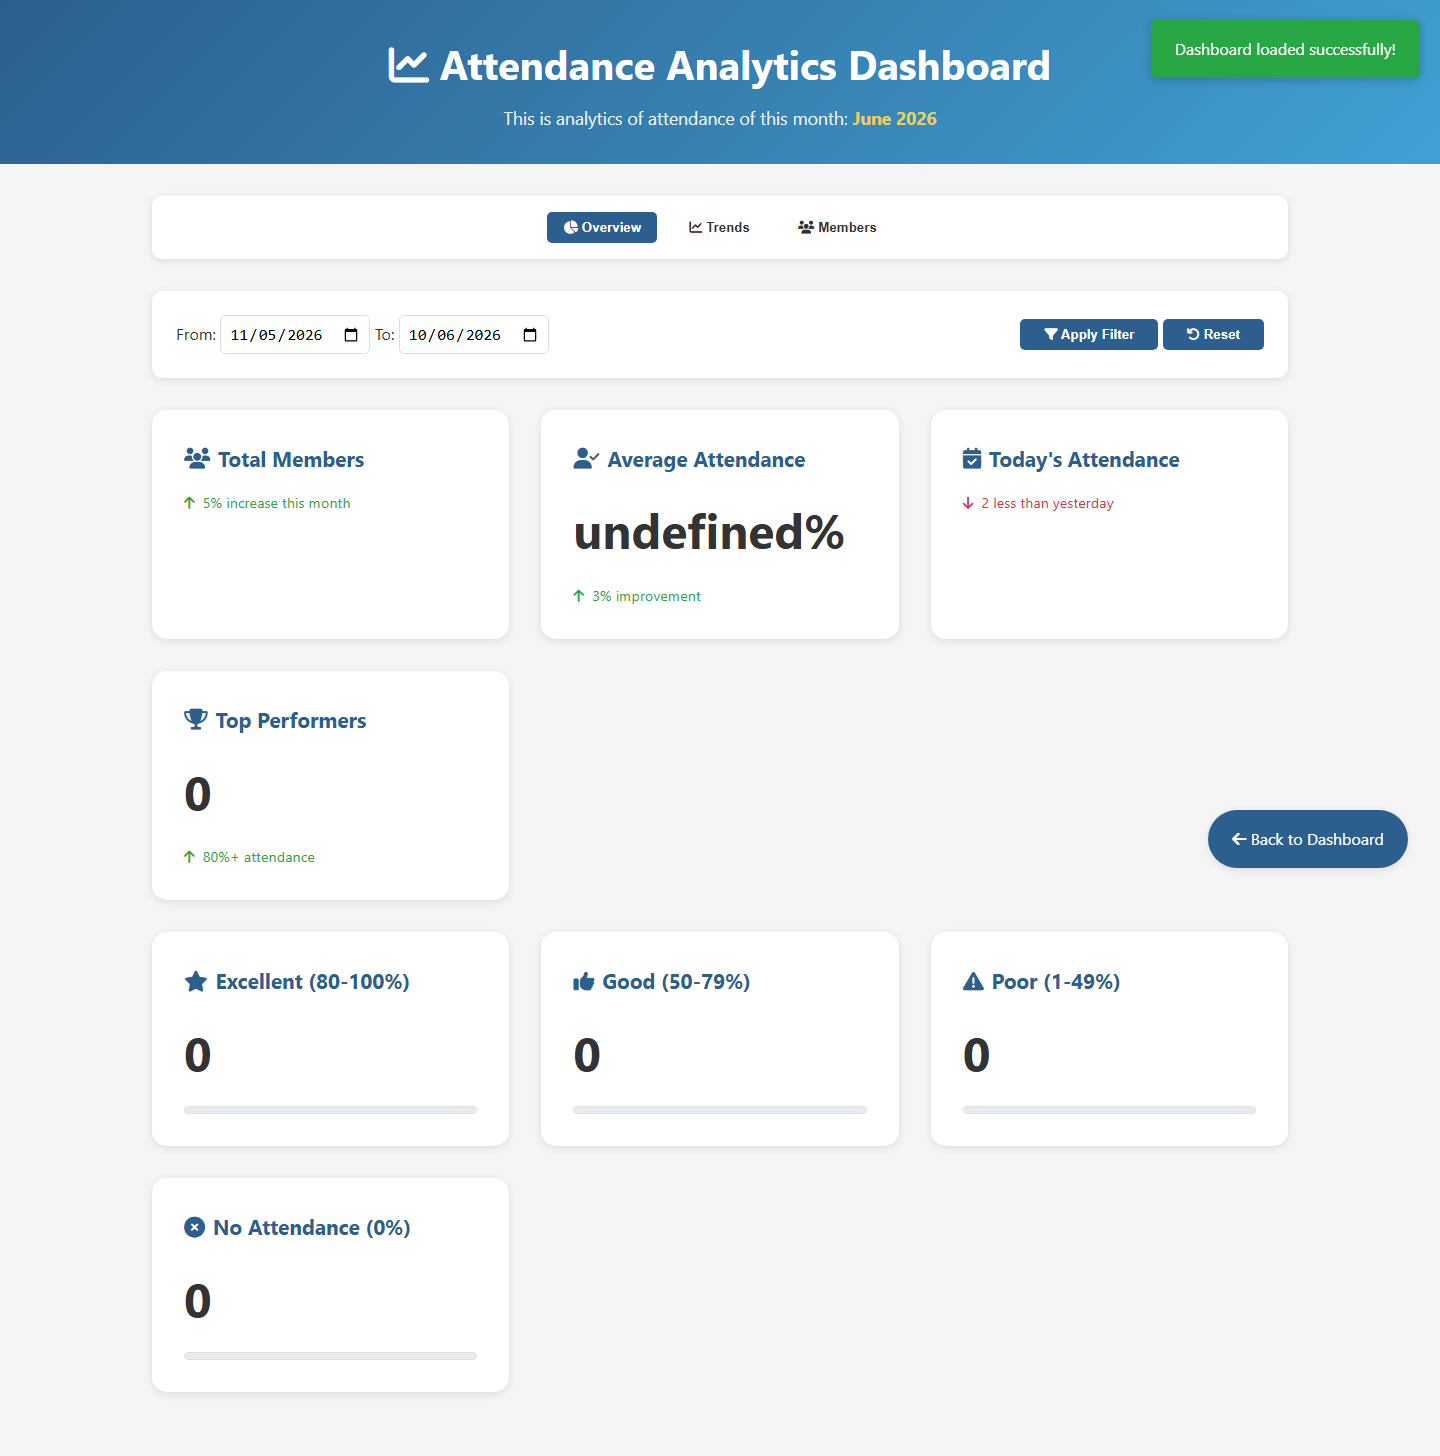 Attendance Analytics Dashboard
Dashboard loaded successfully!
This is analytics of attendance of this month: June 2026
Overview Trends Members
From: 11/05/2026 To: 10/06/2026 Apply Filter Reset
Total Members
5% increase this month
Average Attendance
undefined%
3% improvement
Today's Attendance
2 less than yesterday
Top Performers
0
80%+ attendance
Back to Dashboard
Excellent (80-100%)
0
Good (50-79%)
0
Poor (1-49%)
0
No Attendance (0%)
0